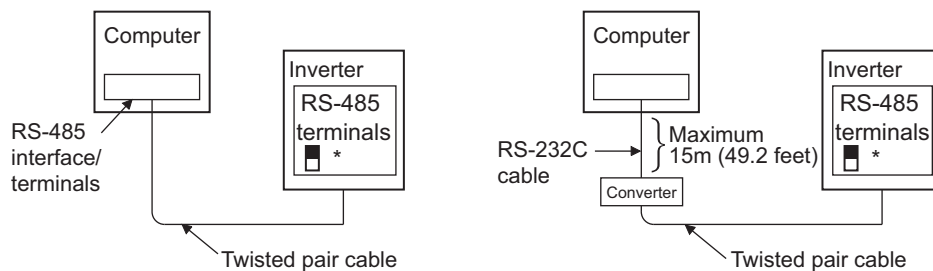 Computer
Inverter
RS-485
terminals
*
RS-485
interface/
terminals
Twisted pair cable
Computer
Inverter
RS-485
terminals
*
Maximum
15m (49.2 feet)
RS-232C
cable
Converter
Twisted pair cable